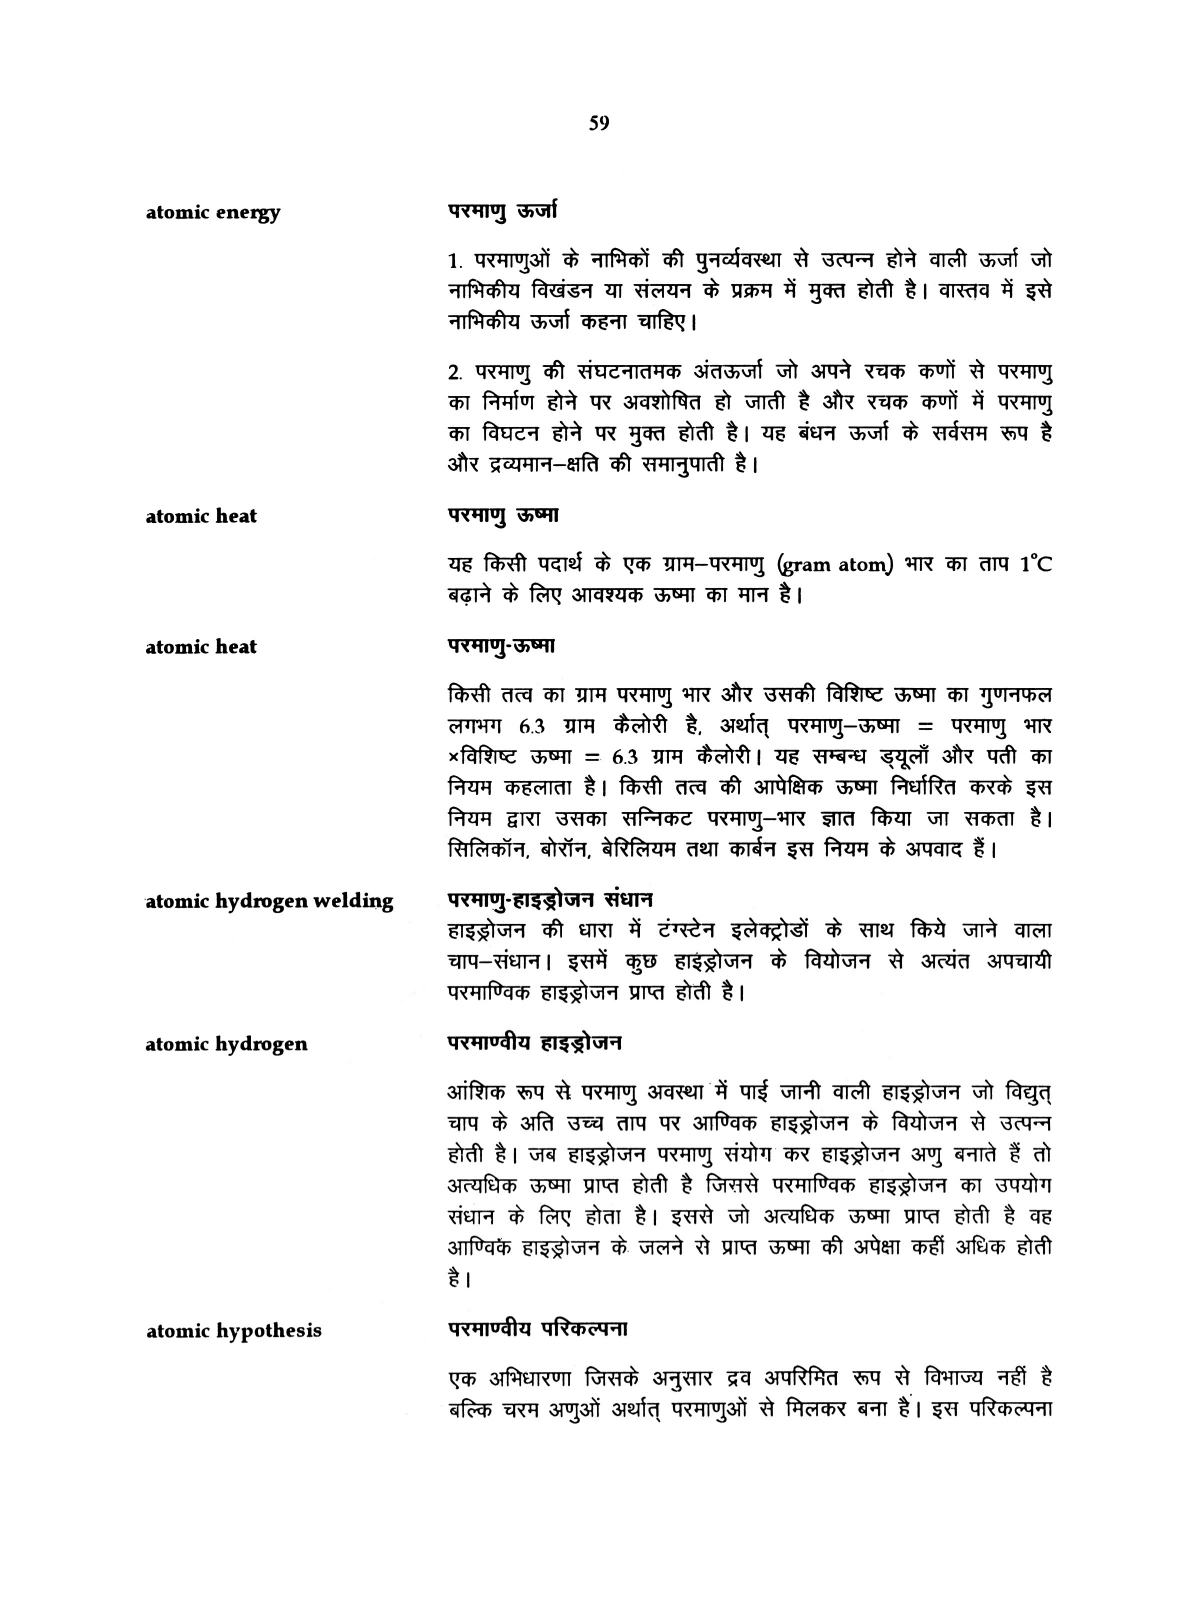 59
atomic energy परमाणु ऊर्जा
1. परमाणुओं के नाभिकों की पुनर्व्यवस्था से उत्पन्न होने वाली ऊर्जा जो
नाभिकीय विखंडन या संलयन के प्रक्रम में मुक्त होती है। वास्तव में इसे
नाभिकीय ऊर्जा कहना चाहिए।
2. परमाणु की संघटनातमक अंतऊर्जा जो अपने रचक कणों से परमाणु
का निर्माण होने पर अवशोषित हो जाती है और रचक कणों में परमाणु
का विघटन होने पर मुक्त होती है। यह बंधन ऊर्जा के सर्वसम रूप है
और द्रव्यमान–क्षति की समानुपाती है।
atomic heat परमाणु ऊष्मा
यह किसी पदार्थ के एक ग्राम–परमाणु (gram atom) भार का ताप 1°C
बढ़ाने के लिए आवश्यक ऊष्मा का मान है।
atomic heat परमाणु-ऊष्मा
किसी तत्व का ग्राम परमाणु भार और उसकी विशिष्ट ऊष्मा का गुणनफल
लगभग 6.3 ग्राम कैलोरी है, अर्थात् परमाणु–ऊष्मा = परमाणु भार
×विशिष्ट ऊष्मा = 6.3 ग्राम कैलोरी। यह सम्बन्ध ड्यूलाँ और पती का
नियम कहलाता है। किसी तत्व की आपेक्षिक ऊष्मा निर्धारित करके इस
नियम द्वारा उसका सन्निकट परमाणु–भार ज्ञात किया जा सकता है।
सिलिकॉन, बोरॉन, बेरिलियम तथा कार्बन इस नियम के अपवाद हैं।
atomic hydrogen welding परमाणु-हाइड्रोजन संधान
हाइड्रोजन की धारा में टंग्स्टेन इलेक्ट्रोडों के साथ किये जाने वाला
चाप–संधान। इसमें कुछ हाइड्रोजन के वियोजन से अत्यंत अपचायी
परमाण्विक हाइड्रोजन प्राप्त होती है।
atomic hydrogen परमाण्वीय हाइड्रोजन
आंशिक रूप से परमाणु अवस्था में पाई जानी वाली हाइड्रोजन जो विद्युत्
चाप के अति उच्च ताप पर आण्विक हाइड्रोजन के वियोजन से उत्पन्न
होती है। जब हाइड्रोजन परमाणु संयोग कर हाइड्रोजन अणु बनाते हैं तो
अत्यधिक ऊष्मा प्राप्त होती है जिससे परमाण्विक हाइड्रोजन का उपयोग
संधान के लिए होता है। इससे जो अत्यधिक ऊष्मा प्राप्त होती है वह
आण्विक हाइड्रोजन के जलने से प्राप्त ऊष्मा की अपेक्षा कहीं अधिक होती
है।
atomic hypothesis परमाण्वीय परिकल्पना
एक अभिधारणा जिसके अनुसार द्रव अपरिमित रूप से विभाज्य नहीं है
बल्कि चरम अणुओं अर्थात् परमाणुओं से मिलकर बना है। इस परिकल्पना